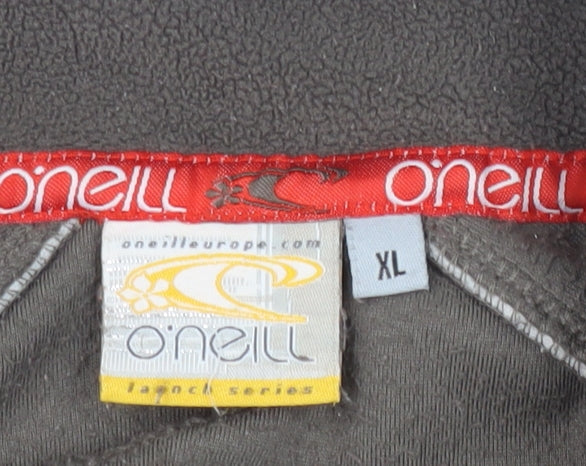 O'NEILL O'NEILL
oneilleurope.com
XL
O'NEILL
launch series